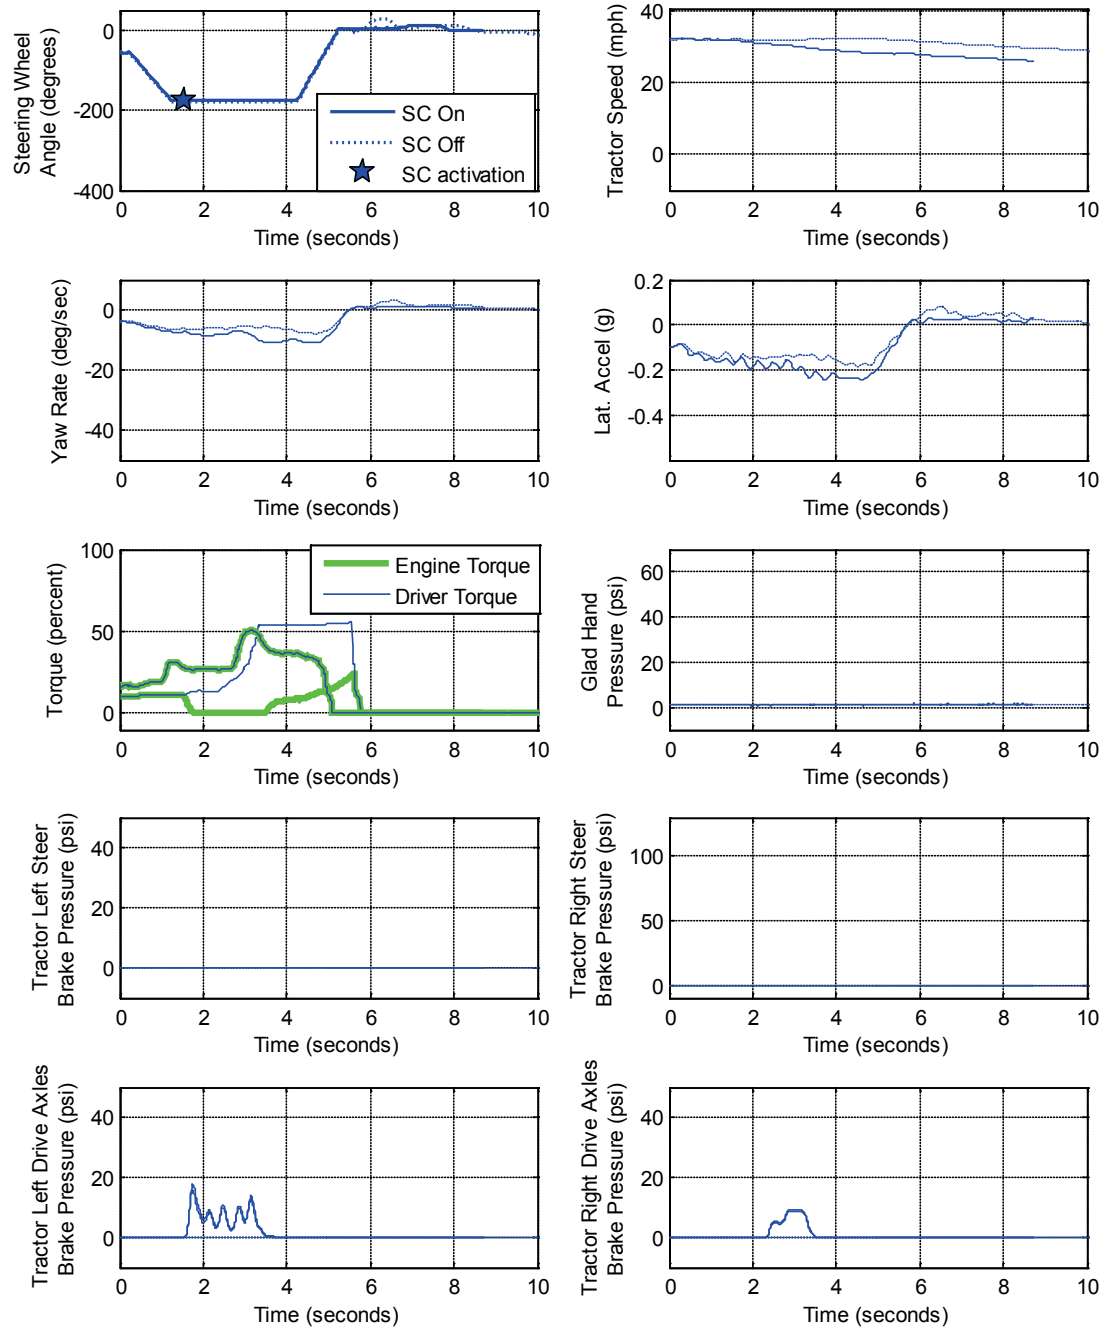 Steering Wheel
Angle (degrees)
0
-200
-400
SC On
SC Off
SC activation
0 2 4 6 8 10
Time (seconds)
Tractor Speed (mph)
40
20
0
0 2 4 6 8 10
Time (seconds)
Yaw Rate (deg/sec)
0
-20
-40
0 2 4 6 8 10
Time (seconds)
Lat. Accel (g)
0.2
0
-0.2
-0.4
0 2 4 6 8 10
Time (seconds)
Torque (percent)
100
50
0
Engine Torque
Driver Torque
0 2 4 6 8 10
Time (seconds)
Glad Hand
Pressure (psi)
60
40
20
0
0 2 4 6 8 10
Time (seconds)
Tractor Left Steer
Brake Pressure (psi)
40
20
0
0 2 4 6 8 10
Time (seconds)
Tractor Right Steer
Brake Pressure (psi)
100
50
0
0 2 4 6 8 10
Time (seconds)
Tractor Left Drive Axles
Brake Pressure (psi)
40
20
0
0 2 4 6 8 10
Time (seconds)
Tractor Right Drive Axles
Brake Pressure (psi)
40
20
0
0 2 4 6 8 10
Time (seconds)